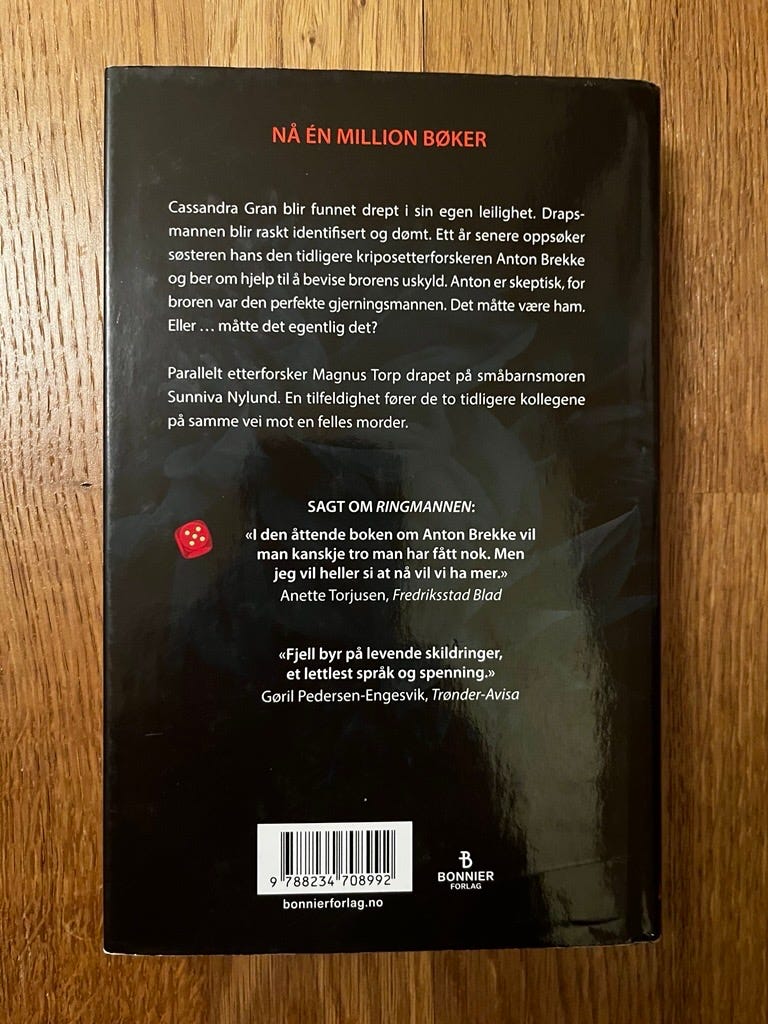 NÅ ÉN MILLION BØKER
Cassandra Gran blir funnet drept i sin egen leilighet. Draps-
mannen blir raskt identifisert og dømt. Ett år senere oppsøker
søsteren hans den tidligere kriposetterforskeren Anton Brekke
og ber om hjelp til å bevise brorens uskyld. Anton er skeptisk, for
broren var den perfekte gjerningsmannen. Det måtte være ham.
Eller … måtte det egentlig det?
Parallelt etterforsker Magnus Torp drapet på småbarnsmoren
Sunniva Nylund. En tilfeldighet fører de to tidligere kollegene
på samme vei mot en felles morder.
SAGT OM RINGMANNEN:
«I den åttende boken om Anton Brekke vil
man kanskje tro man har fått nok. Men
jeg vil heller si at nå vil vi ha mer.»
Anette Torjusen, Fredriksstad Blad
«Fjell byr på levende skildringer,
et lettlest språk og spenning.»
Gøril Pedersen-Engesvik, Trønder-Avisa
9 788234 708992
bonnierforlag.no
B
BONNIER
FORLAG